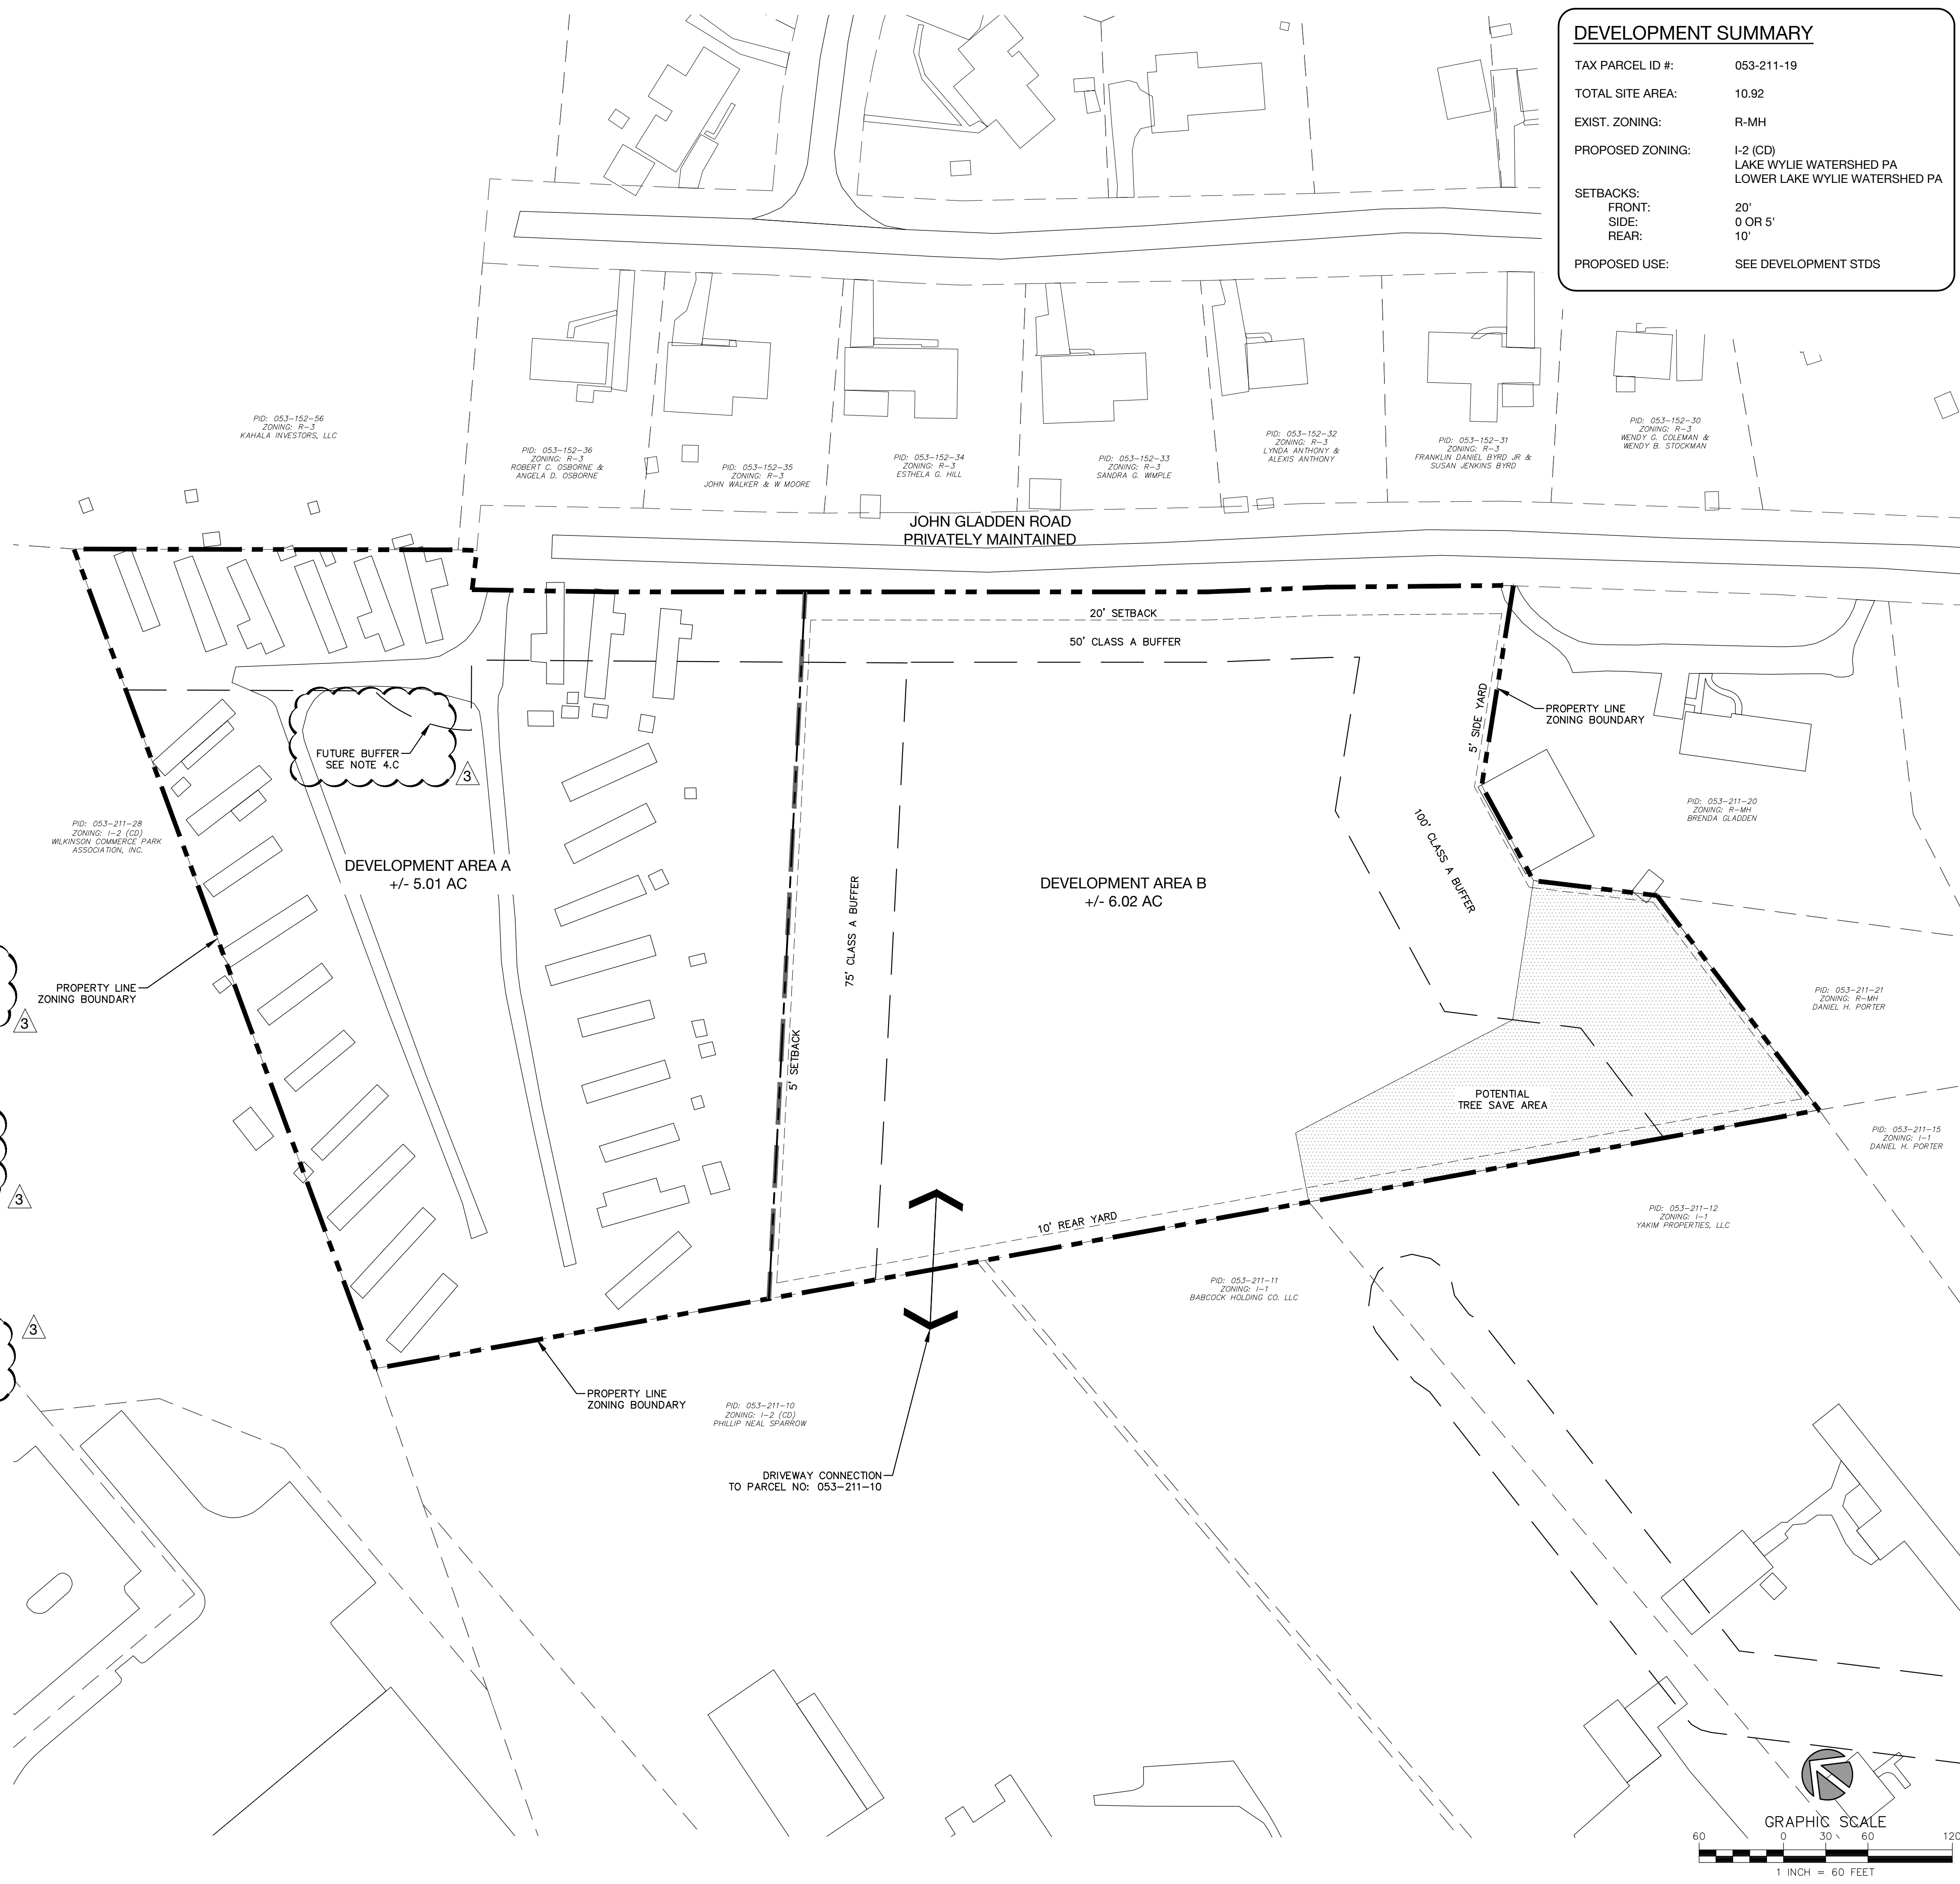 DEVELOPMENT SUMMARY
TAX PARCEL ID #: 053-211-19
TOTAL SITE AREA: 10.92
EXIST. ZONING: R-MH
PROPOSED ZONING: I-2 (CD)
LAKE WYLIE WATERSHED PA
LOWER LAKE WYLIE WATERSHED PA
SETBACKS:
FRONT: 20'
SIDE: 0 OR 5'
REAR: 10'
PROPOSED USE: SEE DEVELOPMENT STDS
PID: 053-152-56
ZONING: R-3
KAHALA INVESTORS, LLC
PID: 053-152-36
ZONING: R-3
ROBERT C. OSBORNE &
ANGELA D. OSBORNE
PID: 053-152-35
ZONING: R-3
JOHN WALKER & W MOORE
PID: 053-152-34
ZONING: R-3
ESTHELA G. HILL
PID: 053-152-33
ZONING: R-3
SANDRA G. WIMPLE
PID: 053-152-32
ZONING: R-3
LYNDA ANTHONY &
ALEXIS ANTHONY
PID: 053-152-31
ZONING: R-3
FRANKLIN DANIEL BYRD JR &
SUSAN JENKINS BYRD
PID: 053-152-30
ZONING: R-3
WENDY G. COLEMAN &
WENDY B. STOCKMAN
JOHN GLADDEN ROAD
PRIVATELY MAINTAINED
20' SETBACK
50' CLASS A BUFFER
5' SIDE YARD
PROPERTY LINE
ZONING BOUNDARY
FUTURE BUFFER
SEE NOTE 4.C
3
PID: 053-211-28
ZONING: I-2 (CD)
WILKINSON COMMERCE PARK
ASSOCIATION, INC.
DEVELOPMENT AREA A
+/- 5.01 AC
75' CLASS A BUFFER
5' SETBACK
DEVELOPMENT AREA B
+/- 6.02 AC
100' CLASS A BUFFER
PID: 053-211-20
ZONING: R-MH
BRENDA GLADDEN
PROPERTY LINE
ZONING BOUNDARY
3
PID: 053-211-21
ZONING: R-MH
DANIEL H. PORTER
POTENTIAL
TREE SAVE AREA
PID: 053-211-15
ZONING: I-1
DANIEL H. PORTER
3
10' REAR YARD
PID: 053-211-12
ZONING: I-1
YAKIM PROPERTIES, LLC
PID: 053-211-11
ZONING: I-1
BABCOCK HOLDING CO. LLC
3
PROPERTY LINE
ZONING BOUNDARY
PID: 053-211-10
ZONING: I-2 (CD)
PHILLIP NEAL SPARROW
DRIVEWAY CONNECTION
TO PARCEL NO: 053-211-10
GRAPHIC SCALE
60 0 30 60 120
1 INCH = 60 FEET